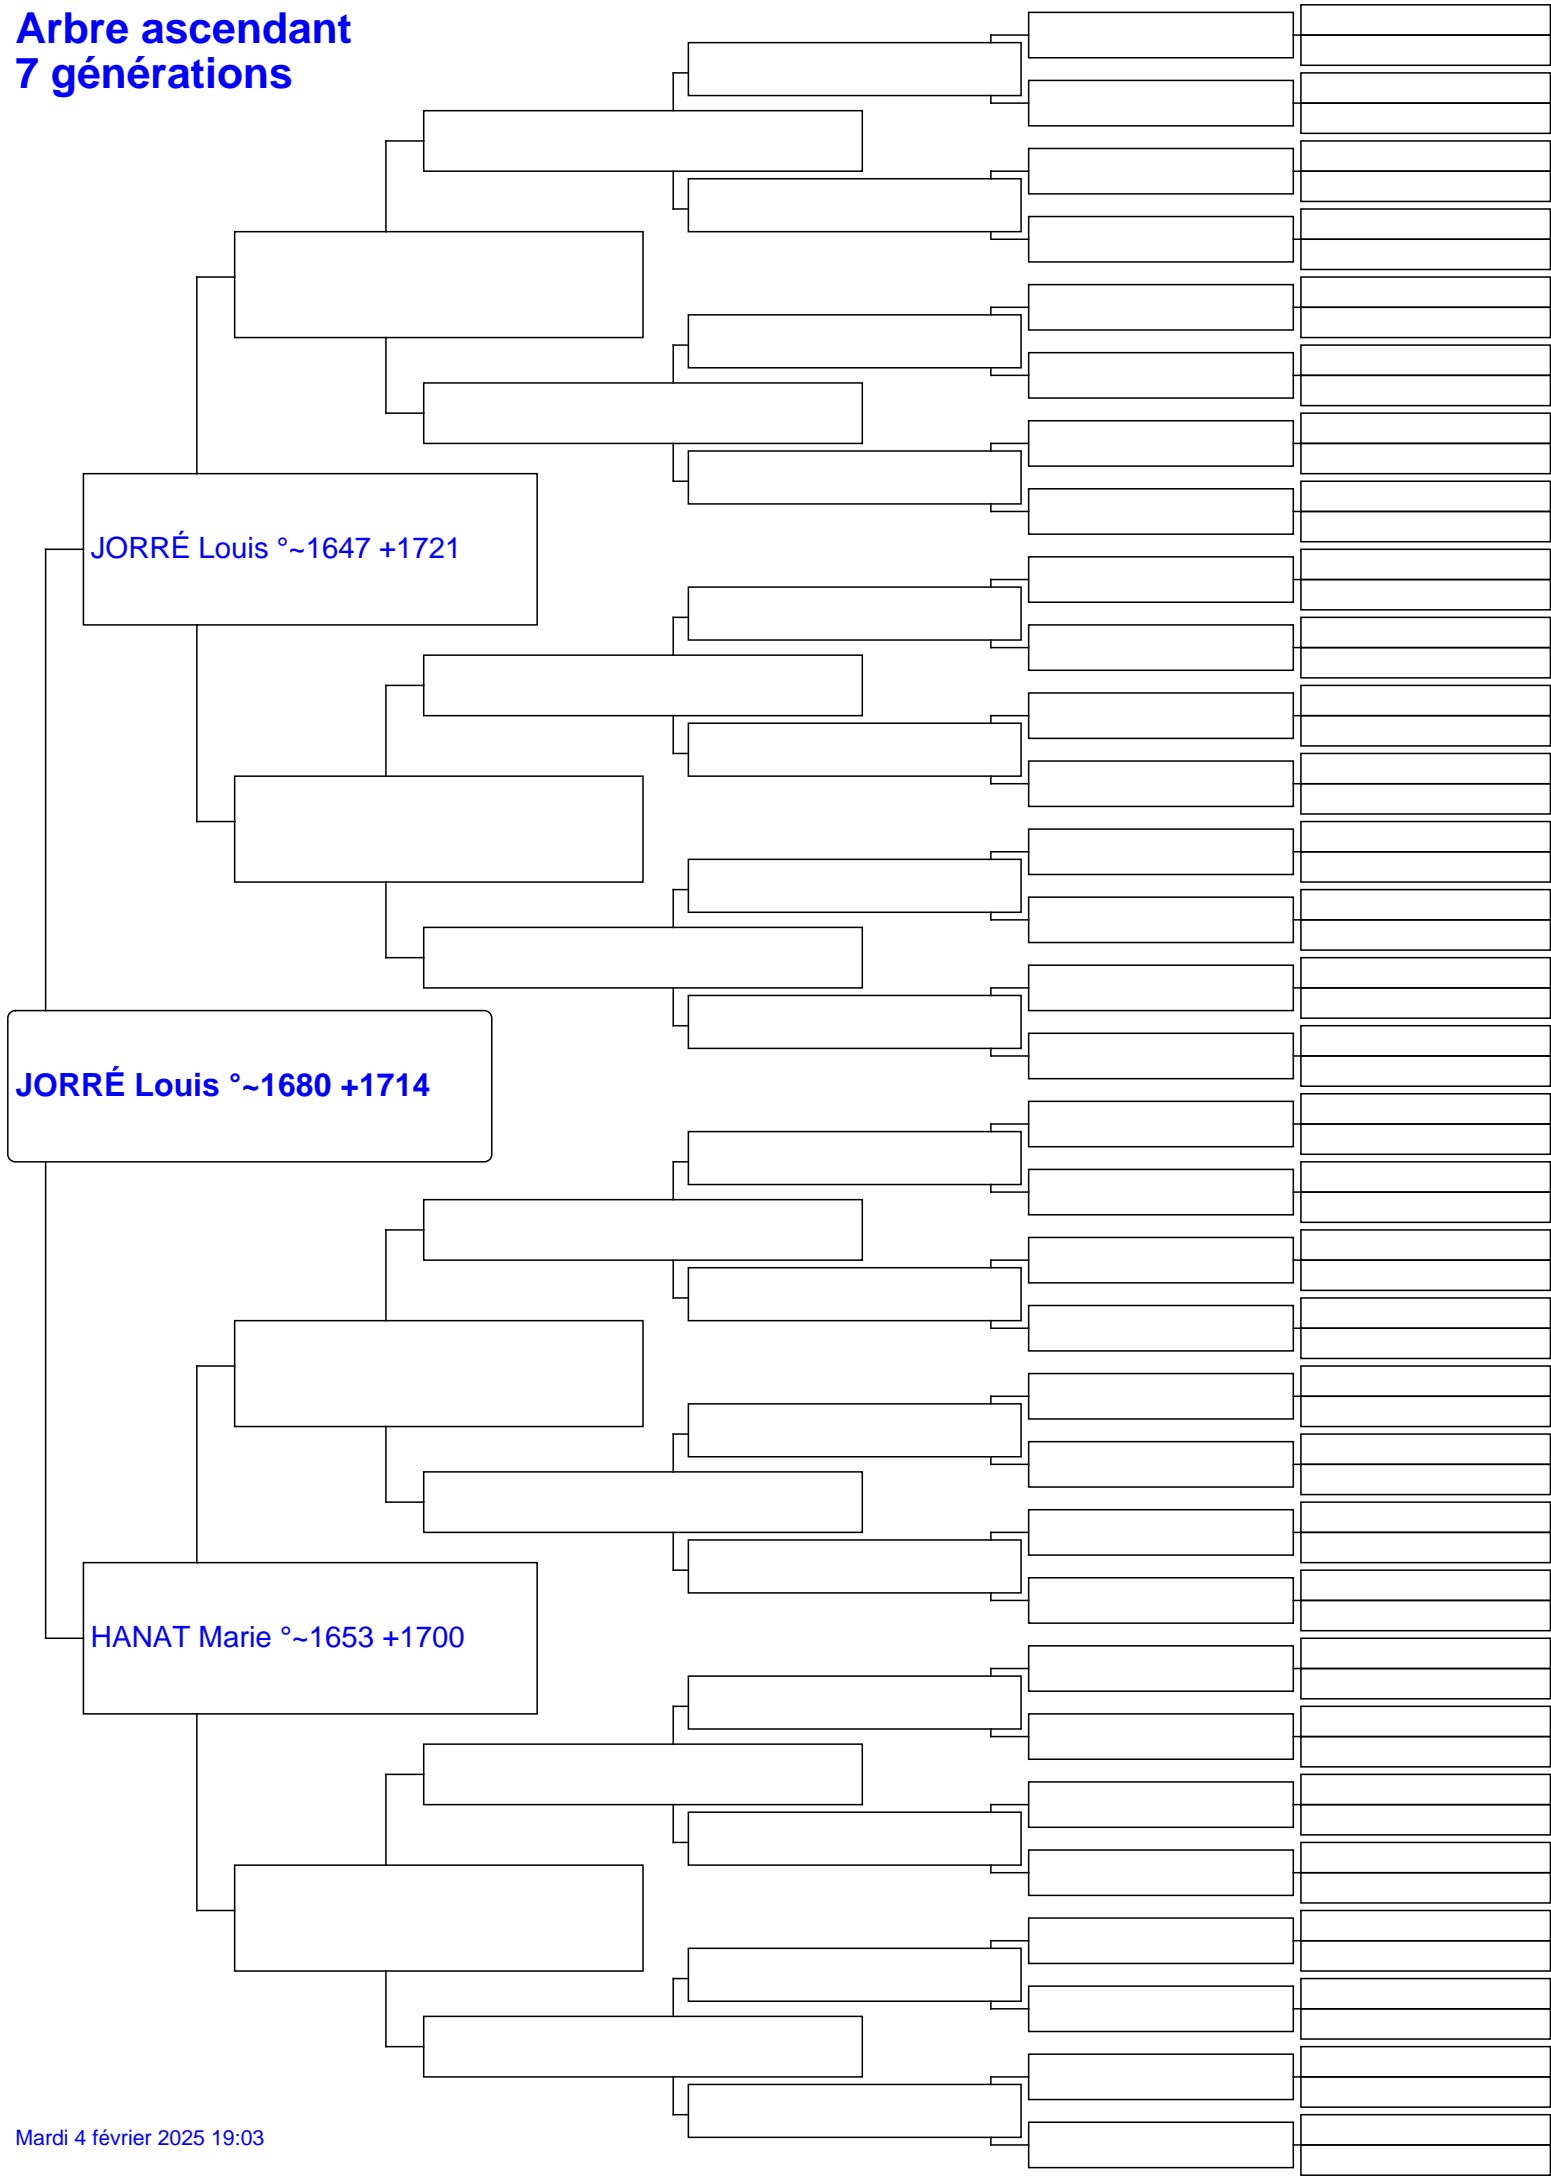 Arbre ascendant
7 générations
JORRÉ Louis °~1647 +1721
JORRÉ Louis °~1680 +1714
HANAT Marie °~1653 +1700
Mardi 4 février 2025 19:03